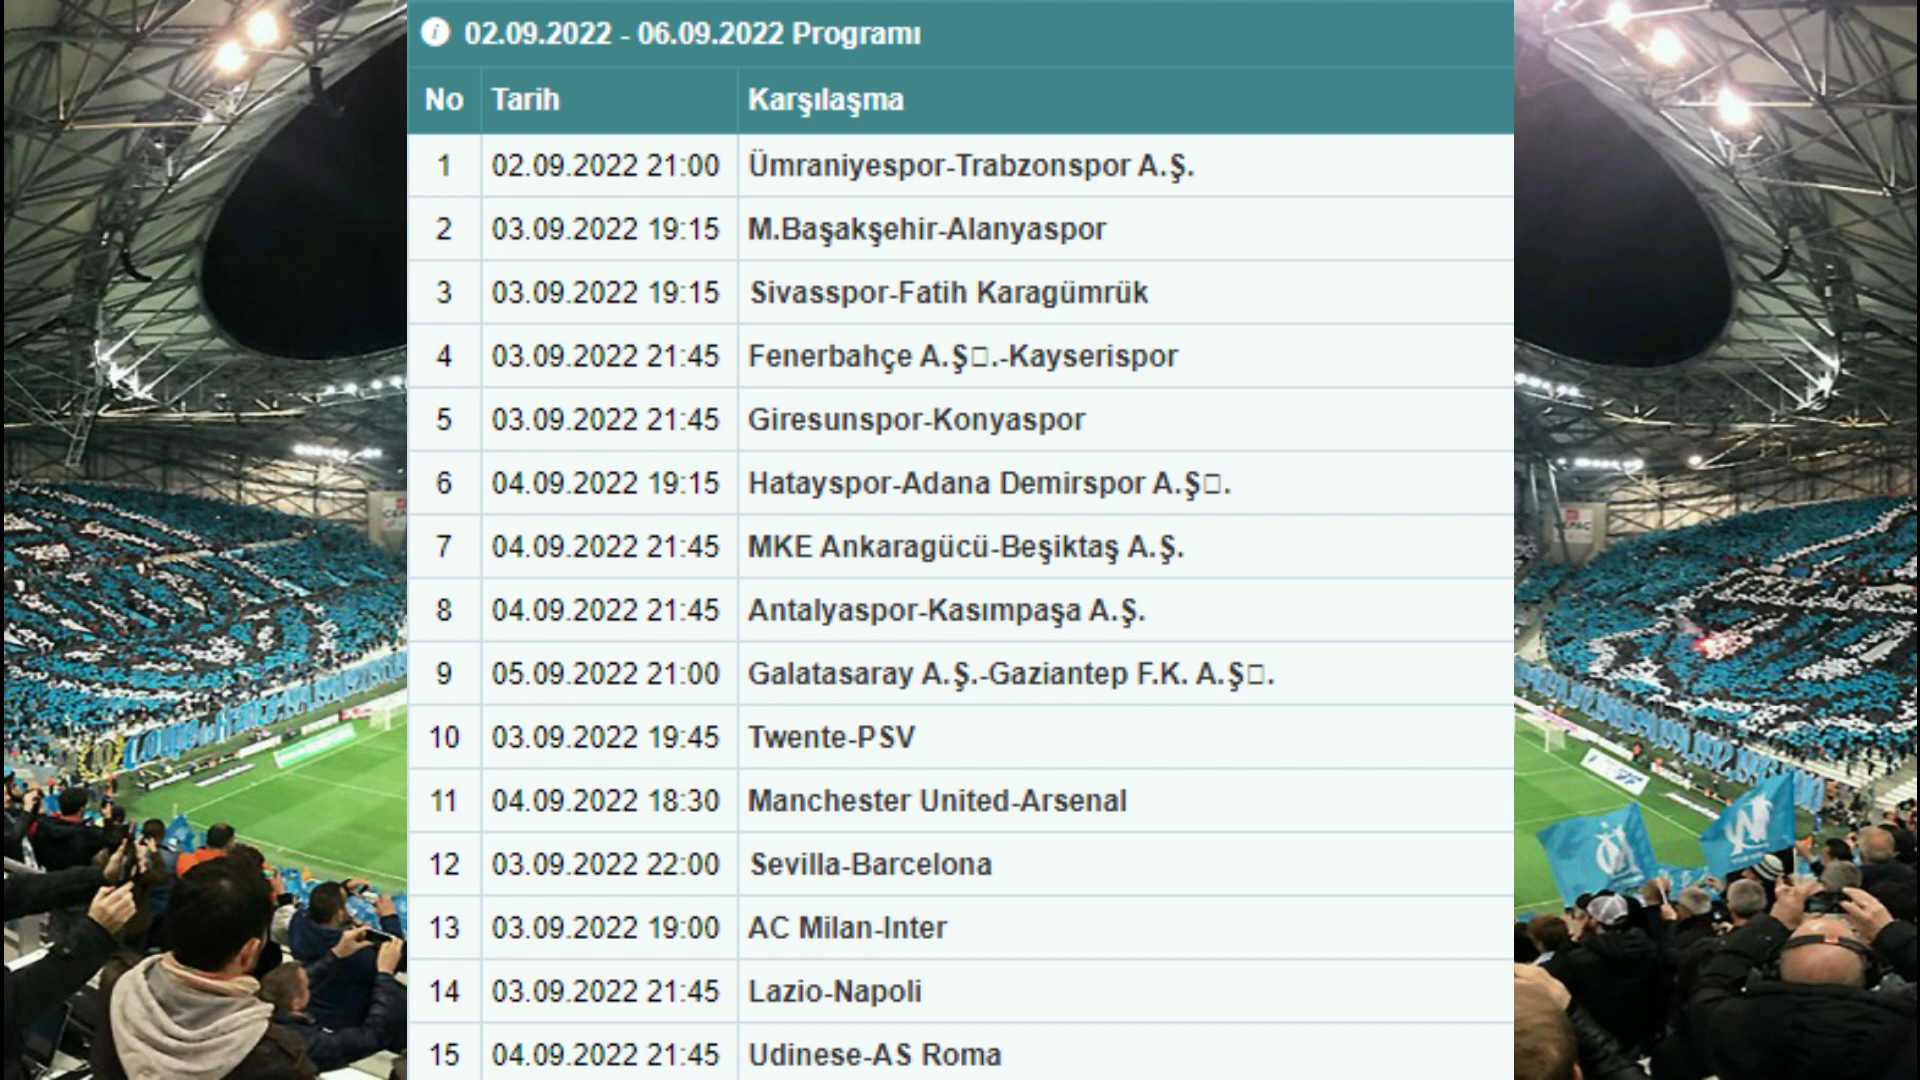 02.09.2022 - 06.09.2022 Programı
No Tarih Karşılaşma
1 02.09.2022 21:00 Ümraniyespor-Trabzonspor A.Ş.
2 03.09.2022 19:15 M.Başakşehir-Alanyaspor
3 03.09.2022 19:15 Sivasspor-Fatih Karagümrük
4 03.09.2022 21:45 Fenerbahçe A.Ş□.-Kayserispor
5 03.09.2022 21:45 Giresunspor-Konyaspor
6 04.09.2022 19:15 Hatayspor-Adana Demirspor A.Ş□.
7 04.09.2022 21:45 MKE Ankaragücü-Beşiktaş A.Ş.
8 04.09.2022 21:45 Antalyaspor-Kasımpaşa A.Ş.
9 05.09.2022 21:00 Galatasaray A.Ş.-Gaziantep F.K. A.Ş□.
10 03.09.2022 19:45 Twente-PSV
11 04.09.2022 18:30 Manchester United-Arsenal
12 03.09.2022 22:00 Sevilla-Barcelona
13 03.09.2022 19:00 AC Milan-Inter
14 03.09.2022 21:45 Lazio-Napoli
15 04.09.2022 21:45 Udinese-AS Roma